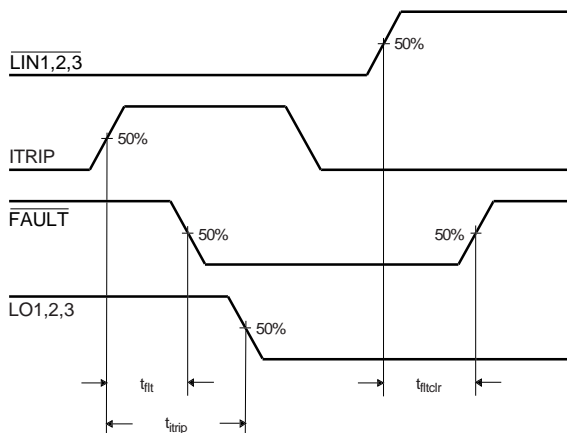 50%
LIN1,2,3
50%
ITRIP
FAULT
50%
50%
LO1,2,3
50%
tflt
tfltclr
titrip